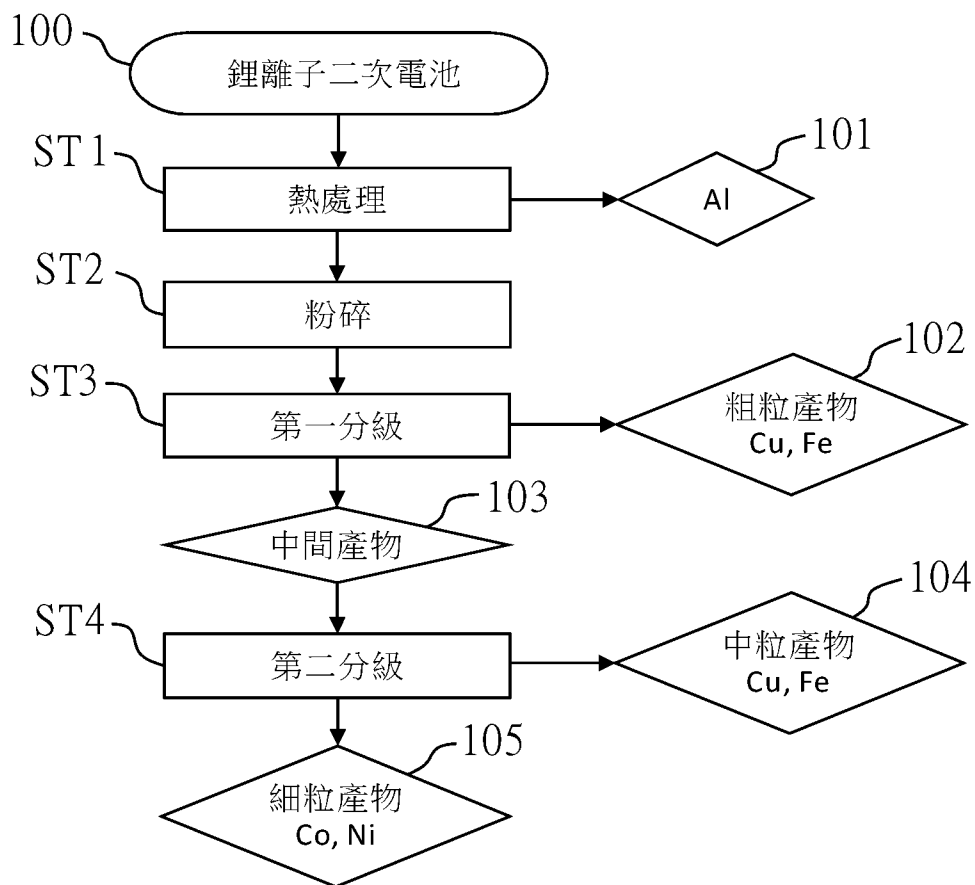 100
鋰離子二次電池
ST1
熱處理
101
Al
ST2
粉碎
ST3
第一分級
102
粗粒產物
Cu, Fe
103
中間產物
ST4
第二分級
104
中粒產物
Cu, Fe
105
細粒產物
Co, Ni